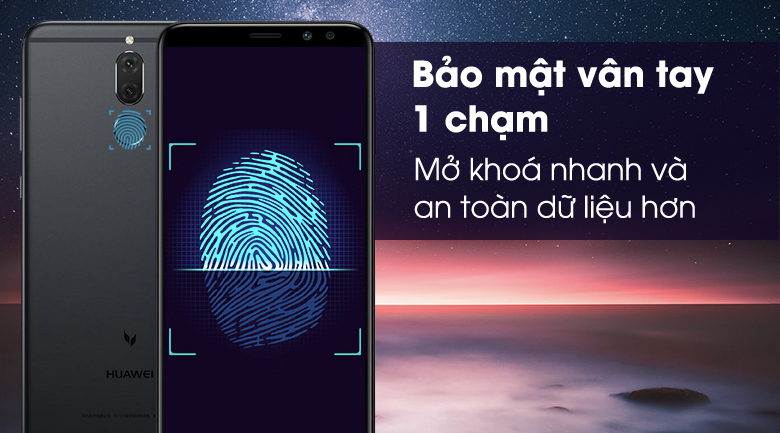 Bảo mật vân tay
1 chạm
Mở khoá nhanh và
an toàn dữ liệu hơn
HUAWEI